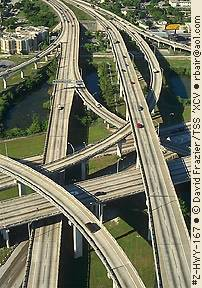 #Z-HWY-167 ● © David Frazier/TSS \XCV ● rbair@aol.com